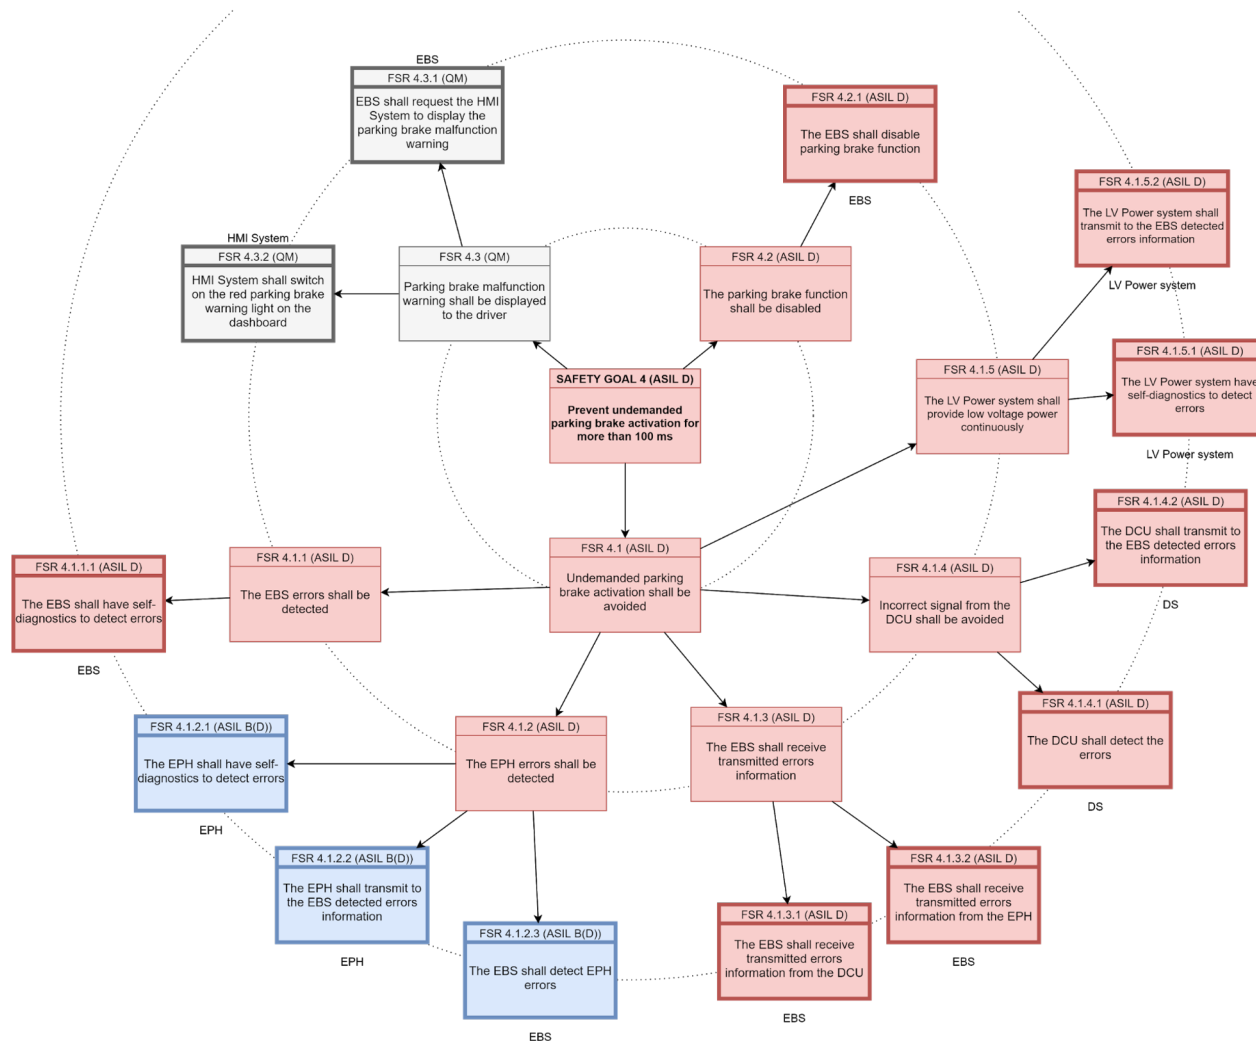 EBS
FSR 4.3.1 (QM)
EBS shall request the HMI
System to display the
parking brake malfunction
warning
FSR 4.2.1 (ASIL D)
The EBS shall disable
parking brake function
EBS
FSR 4.1.5.2 (ASIL D)
The LV Power system shall
transmit to the EBS detected
errors information
LV Power system
HMI System
FSR 4.3.2 (QM)
HMI System shall switch
on the red parking brake
warning light on the
dashboard
FSR 4.3 (QM)
Parking brake malfunction
warning shall be displayed
to the driver
FSR 4.2 (ASIL D)
The parking brake function
shall be disabled
SAFETY GOAL 4 (ASIL D)
Prevent undemanded
parking brake activation for
more than 100 ms
FSR 4.1.5 (ASIL D)
The LV Power system shall
provide low voltage power
continuously
FSR 4.1.5.1 (ASIL D)
The LV Power system have
self-diagnostics to detect
errors
LV Power system
FSR 4.1.4.2 (ASIL D)
The DCU shall transmit to
the EBS detected errors
information
DS
FSR 4.1.1.1 (ASIL D)
The EBS shall have self-
diagnostics to detect errors
EBS
FSR 4.1.1 (ASIL D)
The EBS errors shall be
detected
FSR 4.1 (ASIL D)
Undemanded parking
brake activation shall be
avoided
FSR 4.1.4 (ASIL D)
Incorrect signal from the
DCU shall be avoided
FSR 4.1.4.1 (ASIL D)
The DCU shall detect the
errors
DS
FSR 4.1.2.1 (ASIL B(D))
The EPH shall have self-
diagnostics to detect errors
EPH
FSR 4.1.2 (ASIL D)
The EPH errors shall be
detected
FSR 4.1.3 (ASIL D)
The EBS shall receive
transmitted errors
information
FSR 4.1.2.2 (ASIL B(D))
The EPH shall transmit to
the EBS detected errors
information
EPH
FSR 4.1.2.3 (ASIL B(D))
The EBS shall detect EPH
errors
EBS
FSR 4.1.3.1 (ASIL D)
The EBS shall receive
transmitted errors
information from the DCU
EBS
FSR 4.1.3.2 (ASIL D)
The EBS shall receive
transmitted errors
information from the EPH
EBS